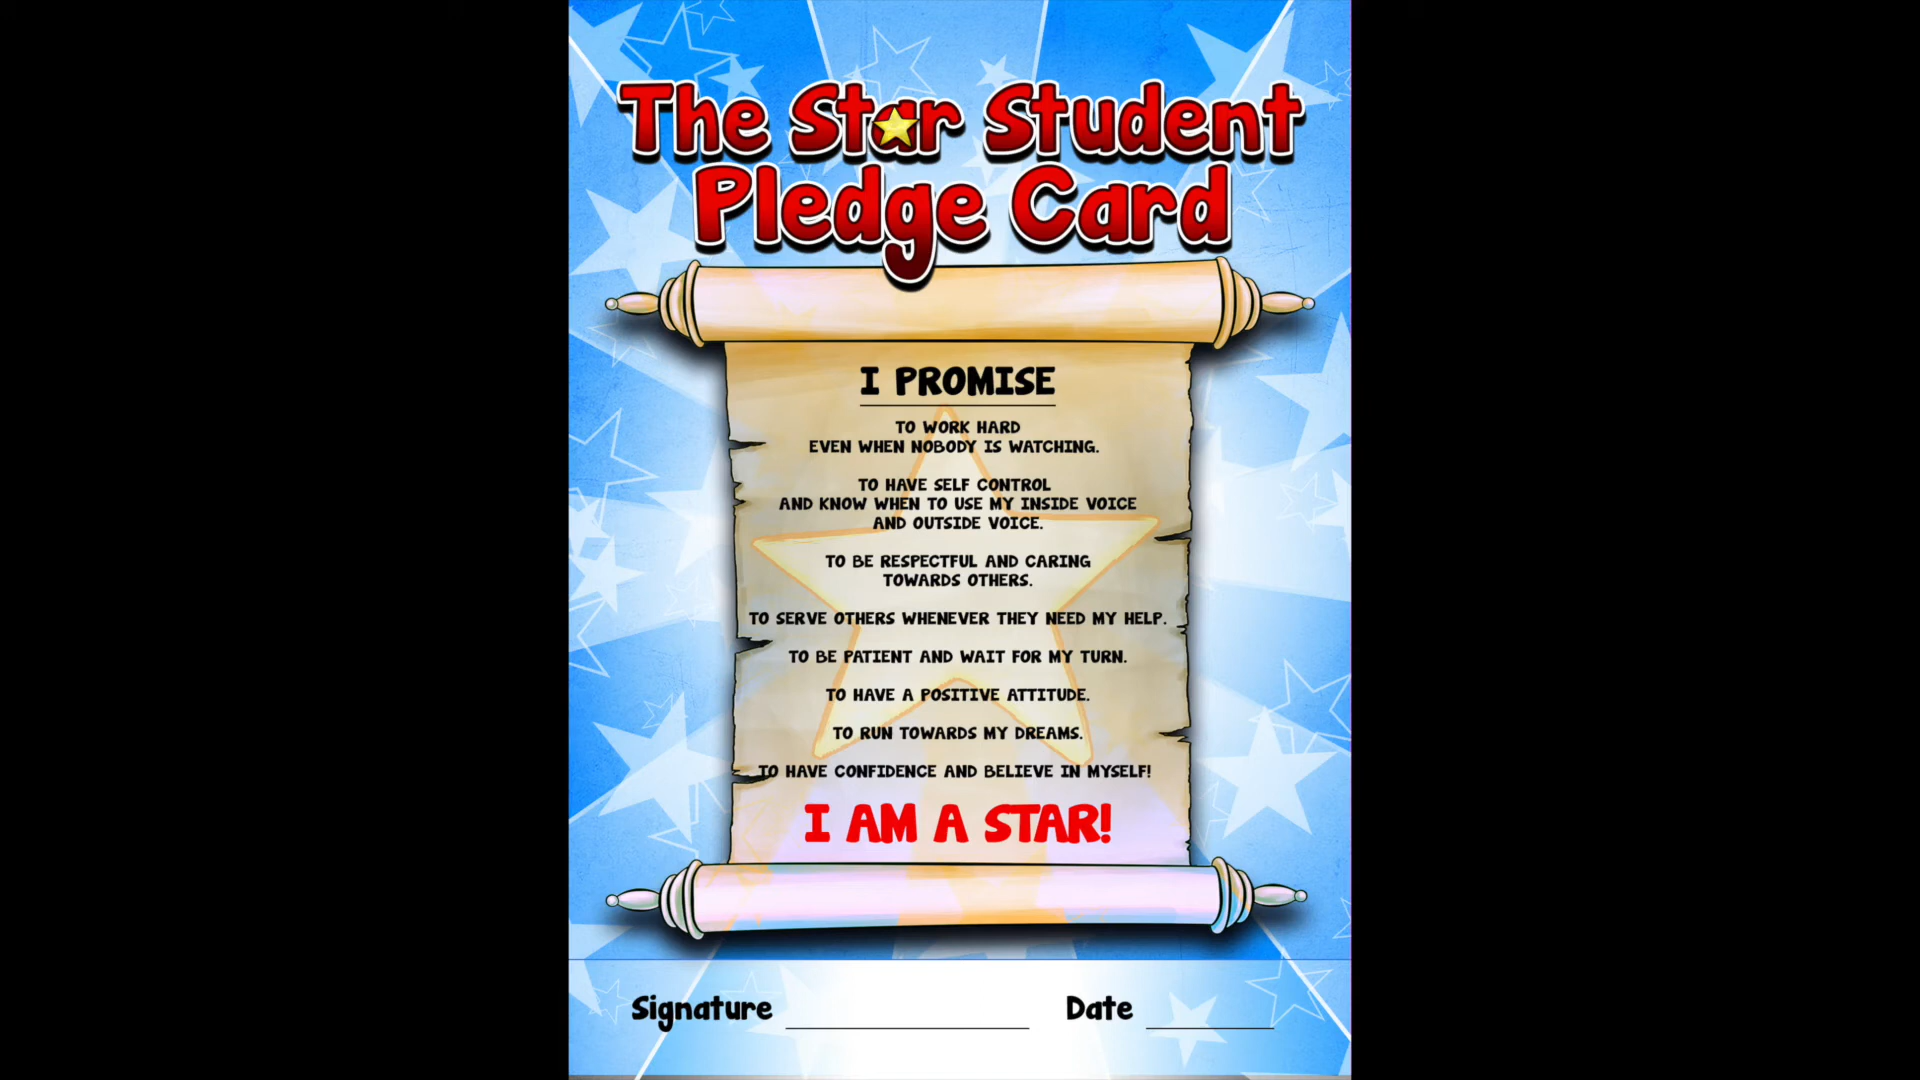 The Star Student
Pledge Card
I PROMISE
TO WORK HARD
EVEN WHEN NOBODY IS WATCHING.
TO HAVE SELF CONTROL
AND KNOW WHEN TO USE MY INSIDE VOICE
AND OUTSIDE VOICE.
TO BE RESPECTFUL AND CARING
TOWARDS OTHERS.
TO SERVE OTHERS WHENEVER THEY NEED MY HELP.
TO BE PATIENT AND WAIT FOR MY TURN.
TO HAVE A POSITIVE ATTITUDE.
TO RUN TOWARDS MY DREAMS.
TO HAVE CONFIDENCE AND BELIEVE IN MYSELF!
I AM A STAR!
Signature Date